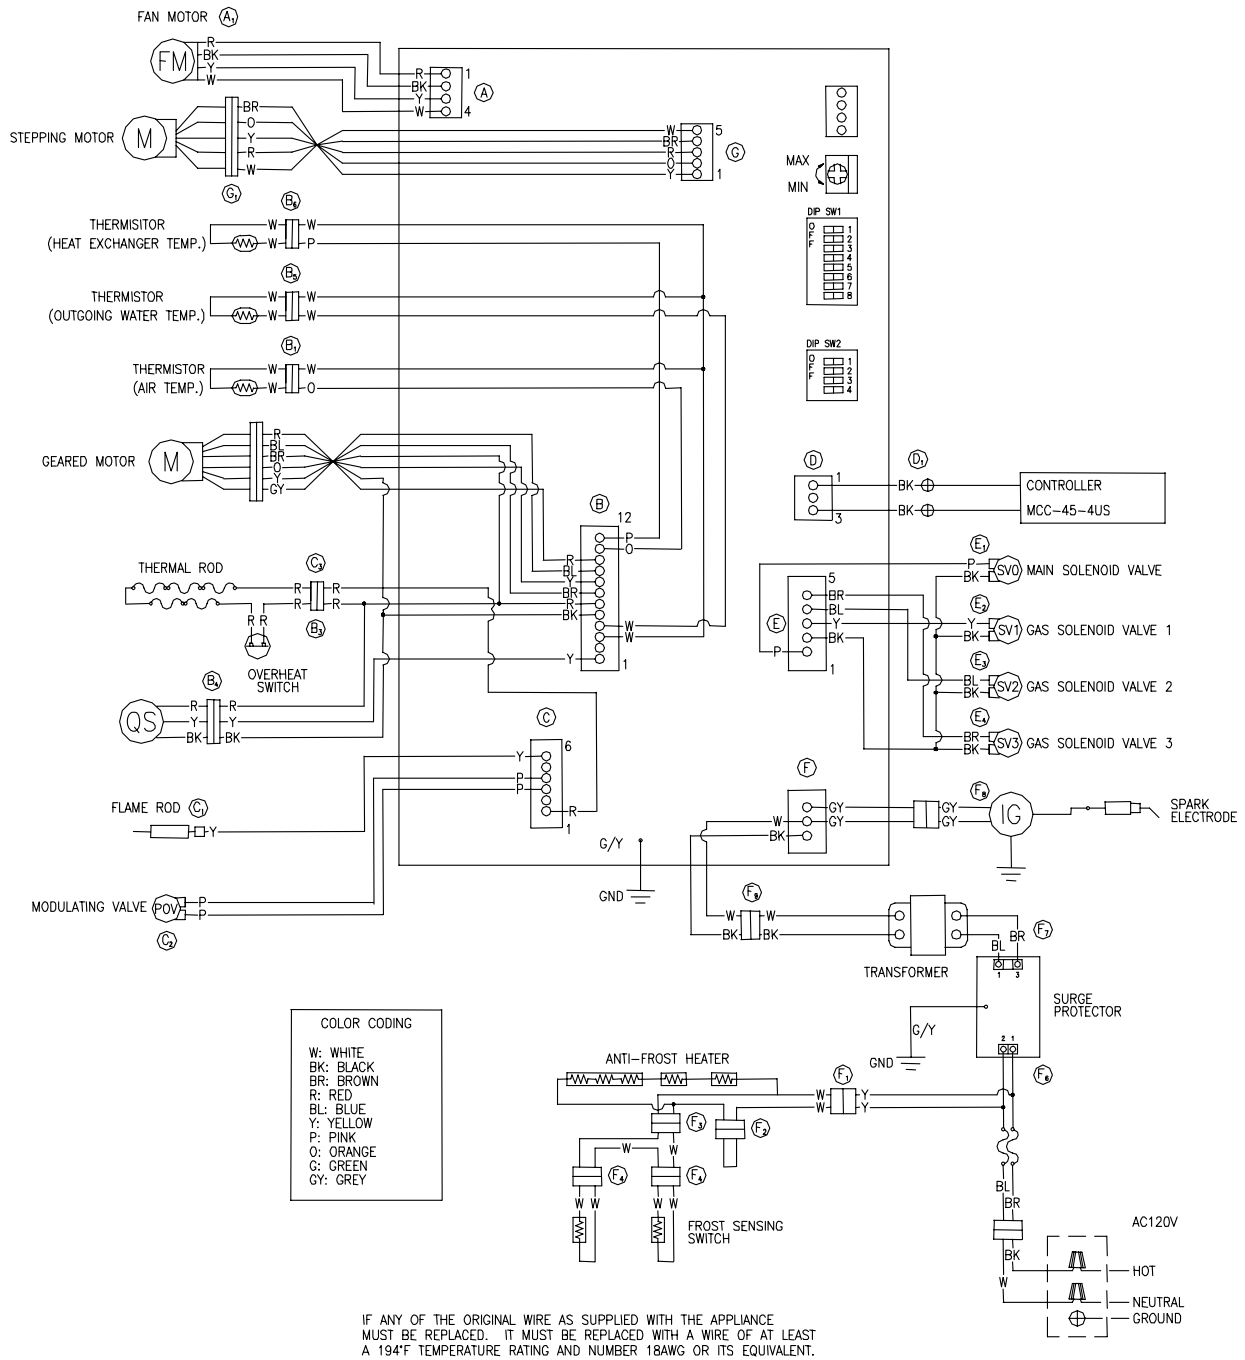 FAN MOTOR A1
FM
R
BK
Y
W
R 1
BK
Y
W 4
A
STEPPING MOTOR M
BR
O
Y
R
W
G1
W 5
BR
R
O
Y 1
G
MAX
MIN
DIP SW1
OFF
1
2
3
4
5
6
7
8
DIP SW2
OFF
1
2
3
4
B6
THERMISITOR
(HEAT EXCHANGER TEMP.)
W W
W P
B5
THERMISTOR
(OUTGOING WATER TEMP.)
W W
W W
B1
THERMISTOR
(AIR TEMP.)
W W
W O
GEARED MOTOR M
R
BL
BR
O
Y
GY
B
12
P
O
R
BL
Y
BR
R
BK
W
W
Y 1
D
1
3
D1
BK
BK
CONTROLLER
MCC-45-4US
THERMAL ROD
C3
R R
R R
B3
R R
OVERHEAT
SWITCH
B4
QS
R R
Y Y
BK BK
E
5
BR
BL
Y
BK
P
1
E1
P
BK
SV0 MAIN SOLENOID VALVE
E2
Y
BK
SV1 GAS SOLENOID VALVE 1
E3
BL
BK
SV2 GAS SOLENOID VALVE 2
E4
BR
BK
SV3 GAS SOLENOID VALVE 3
C
6
Y
P
P
R
1
FLAME ROD C1
Y
MODULATING VALVE POV
P
P
C2
G/Y
GND
F
W
BK
GY
GY
F8
GY
GY
IG
SPARK
ELECTRODE
F9
W W
BK BK
TRANSFORMER
F7
BL
BR
1 3
SURGE
PROTECTOR
G/Y
GND
2 1
F6
ANTI-FROST HEATER
F1
W Y
W Y
F3
F2
W
W
F4
F4
W W
W W
FROST SENSING
SWITCH
BL
BR
BK
W
AC120V
HOT
NEUTRAL
GROUND
COLOR CODING
W: WHITE
BK: BLACK
BR: BROWN
R: RED
BL: BLUE
Y: YELLOW
P: PINK
O: ORANGE
G: GREEN
GY: GREY
IF ANY OF THE ORIGINAL WIRE AS SUPPLIED WITH THE APPLIANCE
MUST BE REPLACED. IT MUST BE REPLACED WITH A WIRE OF AT LEAST
A 194°F TEMPERATURE RATING AND NUMBER 18AWG OR ITS EQUIVALENT.